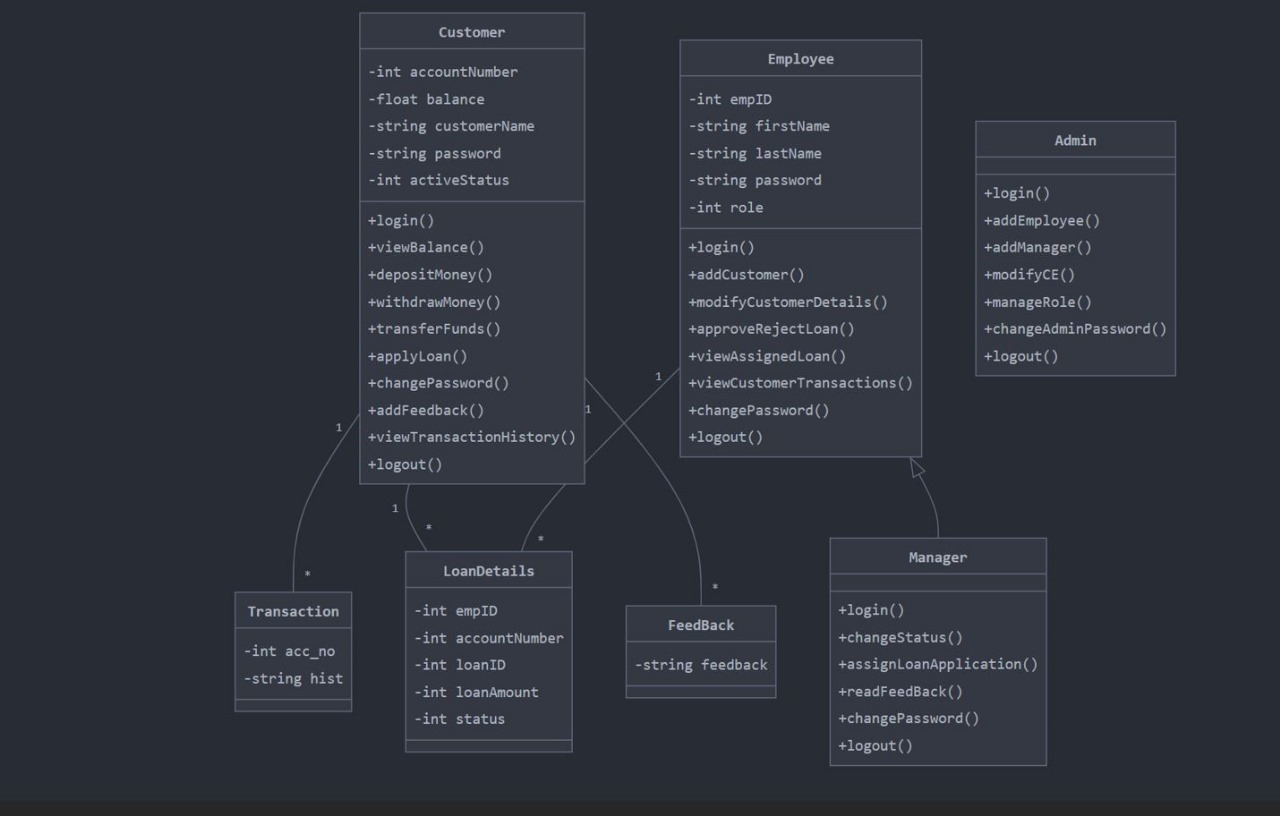 Customer
-int accountNumber
-float balance
-string customerName
-string password
-int activeStatus
+login()
+viewBalance()
+depositMoney()
+withdrawMoney()
+transferFunds()
+applyLoan()
+changePassword()
+addFeedback()
+viewTransactionHistory()
+logout()
Employee
-int empID
-string firstName
-string lastName
-string password
-int role
+login()
+addCustomer()
+modifyCustomerDetails()
+approveRejectLoan()
+viewAssignedLoan()
+viewCustomerTransactions()
+changePassword()
+logout()
Admin
+login()
+addEmployee()
+addManager()
+modifyCE()
+manageRole()
+changeAdminPassword()
+logout()
1
1
1
1
*
*
*
*
Transaction
-int acc_no
-string hist
LoanDetails
-int empID
-int accountNumber
-int loanID
-int loanAmount
-int status
FeedBack
-string feedback
Manager
+login()
+changeStatus()
+assignLoanApplication()
+readFeedBack()
+changePassword()
+logout()